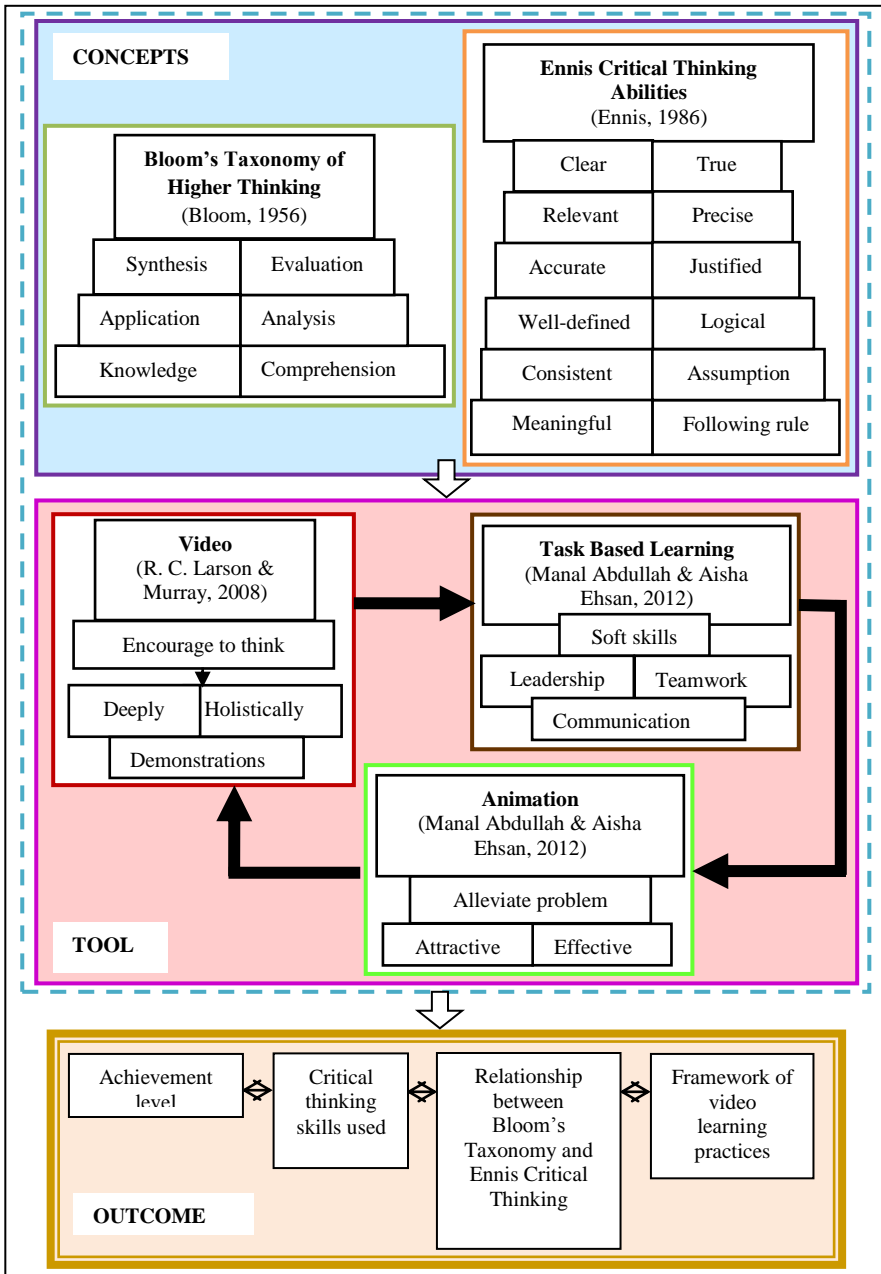 CONCEPTS
Bloom's Taxonomy of
Higher Thinking
(Bloom, 1956)
Synthesis
Evaluation
Application
Analysis
Knowledge
Comprehension
Ennis Critical Thinking
Abilities
(Ennis, 1986)
Clear
True
Relevant
Precise
Accurate
Justified
Well-defined
Logical
Consistent
Assumption
Meaningful
Following rule
Video
(R. C. Larson &
Murray, 2008)
Encourage to think
Deeply
Holistically
Demonstrations
Task Based Learning
(Manal Abdullah & Aisha
Ehsan, 2012)
Soft skills
Leadership
Teamwork
Communication
Animation
(Manal Abdullah & Aisha
Ehsan, 2012)
Alleviate problem
Attractive
Effective
TOOL
Achievement
level
Critical
thinking
skills used
Relationship
between
Bloom's
Taxonomy and
Ennis Critical
Thinking
Framework of
video
learning
practices
OUTCOME